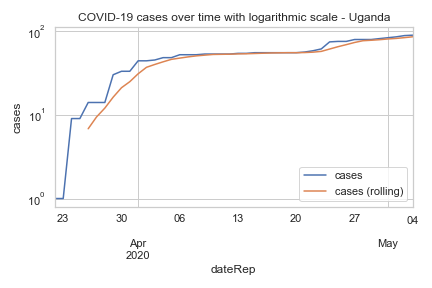 COVID-19 cases over time with logarithmic scale - Uganda
10²
10¹
10⁰
cases
cases
cases (rolling)
23 30 06 13 20 27 04
Apr May
2020
dateRep